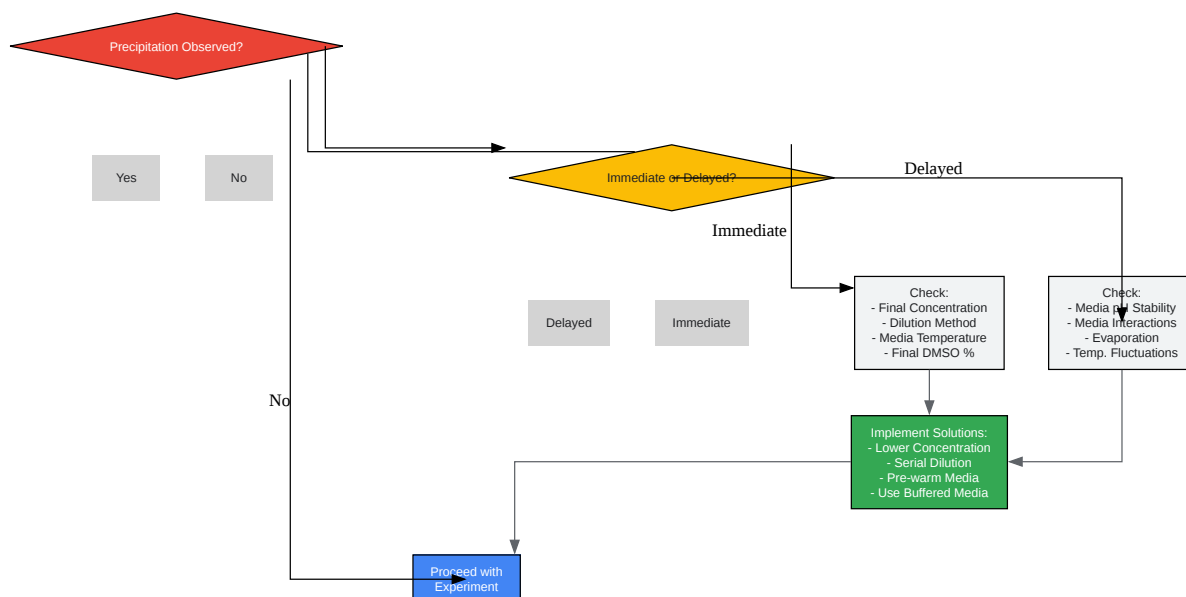 Precipitation Observed?
Yes
No
Immediate or Delayed?
Delayed
Immediate
Delayed
Immediate
Check:
- Final Concentration
- Dilution Method
- Media Temperature
- Final DMSO %
Check:
- Media pH Stability
- Media Interactions
- Evaporation
- Temp. Fluctuations
No
Implement Solutions:
- Lower Concentration
- Serial Dilution
- Pre-warm Media
- Use Buffered Media
Proceed with
Experiment